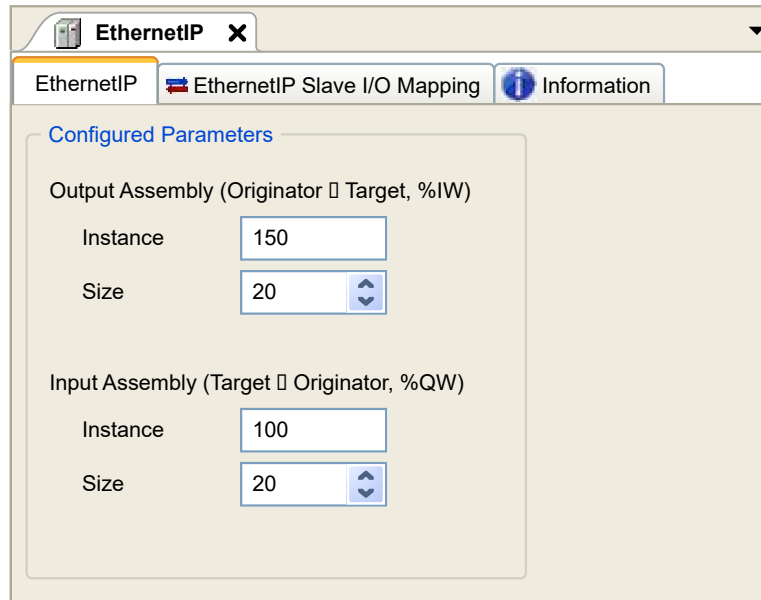 EthernetIP
EthernetIP EthernetIP Slave I/O Mapping Information
Configured Parameters
Output Assembly (Originator ▯ Target, %IW)
Instance 150
Size 20
Input Assembly (Target ▯ Originator, %QW)
Instance 100
Size 20